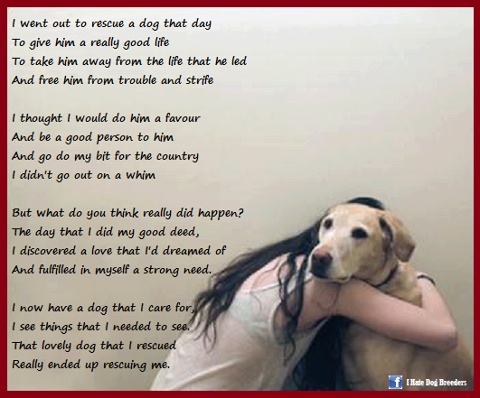 I went out to rescue a dog that day
To give him a really good life
To take him away from the life that he led
And free him from trouble and strife
I thought I would do him a favour
And be a good person to him
And go do my bit for the country
I didn't go out on a whim
But what do you think really did happen?
The day that I did my good deed,
I discovered a love that I'd dreamed of
And fulfilled in myself a strong need.
I now have a dog that I care for,
I see things that I needed to see.
That lovely dog that I rescued
Really ended up rescuing me.
f I Hate Dog Breeders